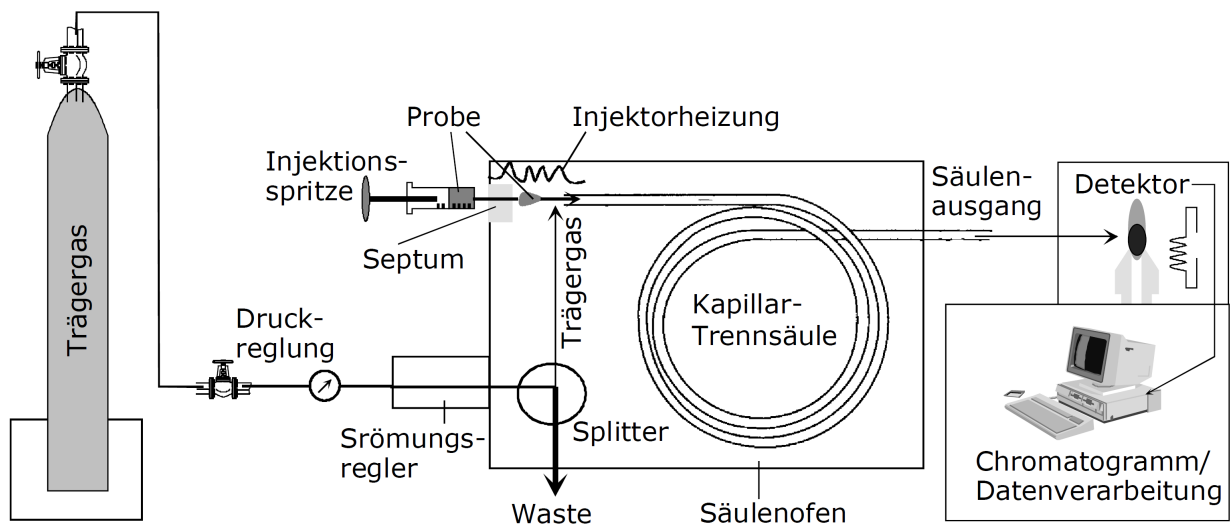 Probe
Injektorheizung
Injektions-
spritze
Septum
Trägergas
Druck-
reglung
Srömungs-
regler
Trägergas
Splitter
Waste
Kapillar-
Trennsäule
Säulenofen
Säulen-
ausgang
Detektor
Chromatogramm/
Datenverarbeitung